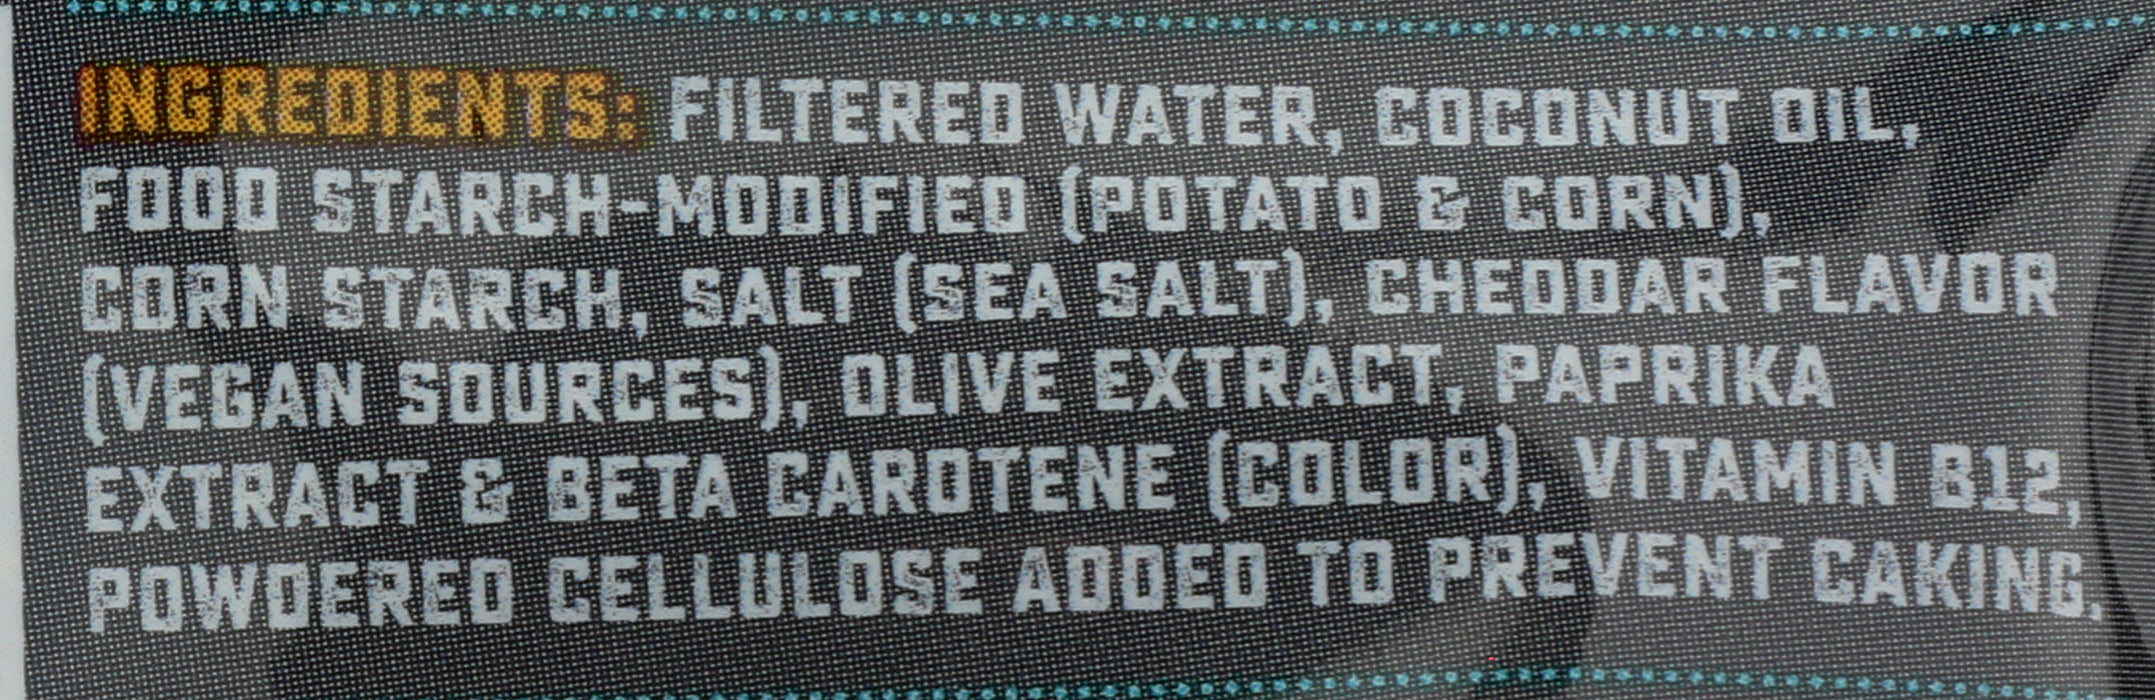 INGREDIENTS: FILTERED WATER, COCONUT OIL,
FOOD STARCH-MODIFIED (POTATO & CORN),
CORN STARCH, SALT (SEA SALT), CHEDDAR FLAVOR
(VEGAN SOURCES), OLIVE EXTRACT, PAPRIKA
EXTRACT & BETA CAROTENE (COLOR), VITAMIN B12,
POWDERED CELLULOSE ADDED TO PREVENT CAKING.